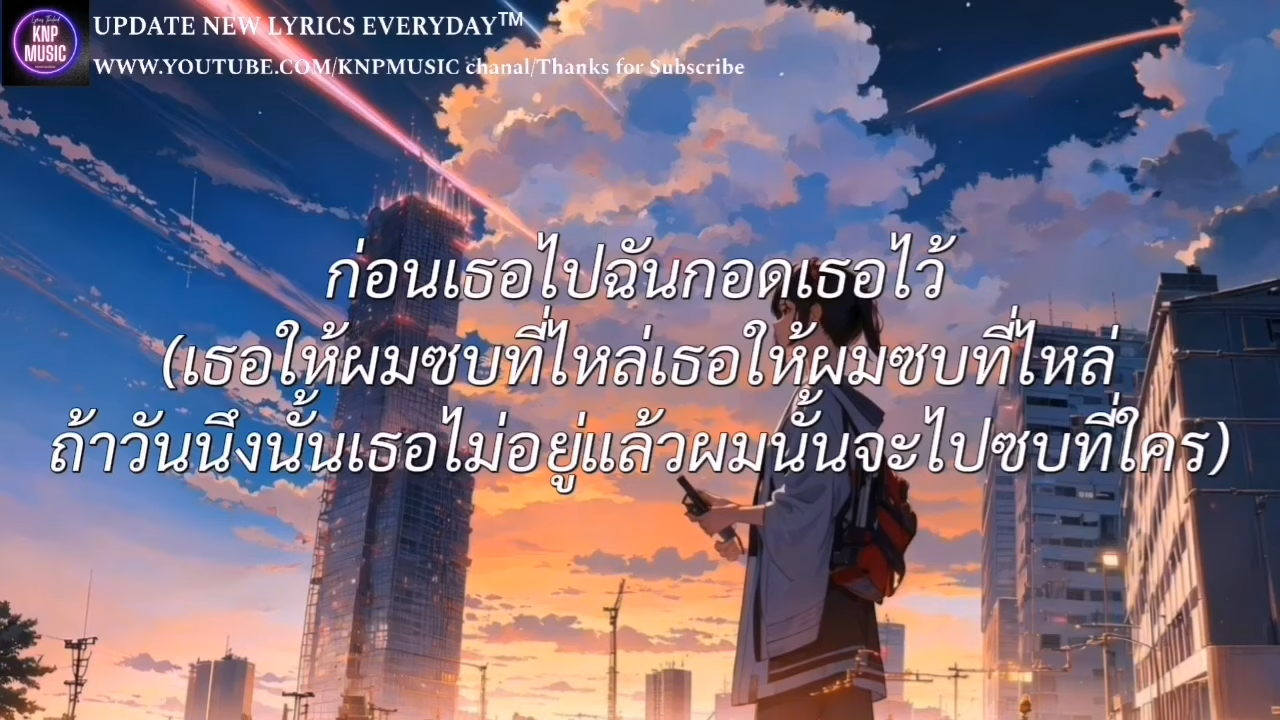 KNP
MUSIC
UPDATE NEW LYRICS EVERYDAY™
WWW.YOUTUBE.COM/KNPMUSIC chanal/Thanks for Subscribe
ก่อนเธอไปฉันกอดเธอไว้
(เธอให้ผมซบที่ไหล่เธอให้ผมซบที่ไหล่
ถ้าวันนึงนั้นเธอไม่อยู่แล้วผมนั้นจะไปซบที่ใคร)